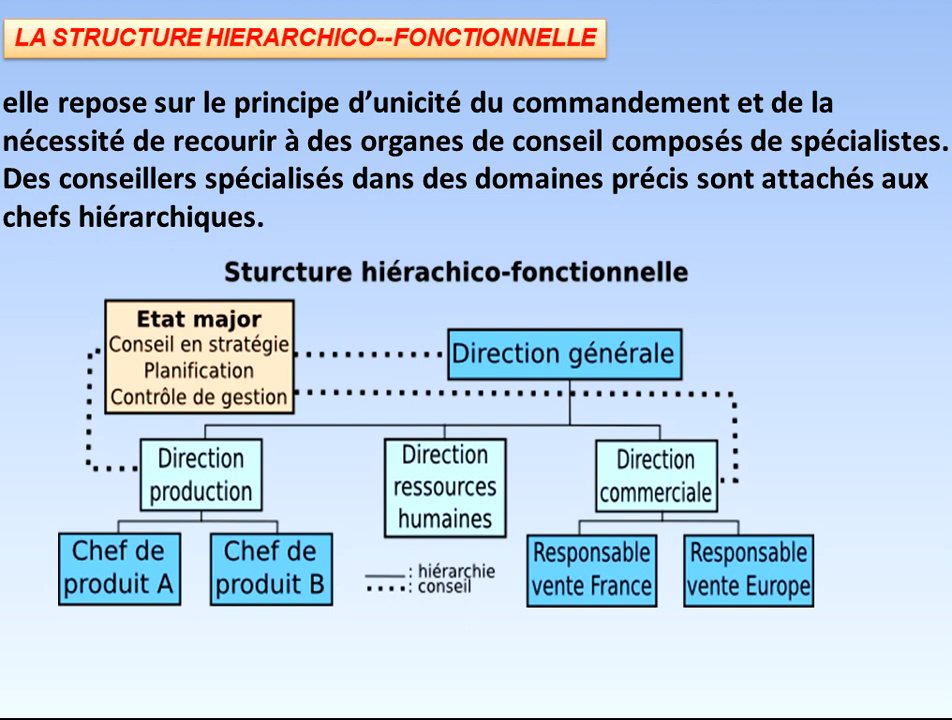 LA STRUCTURE HIERARCHICO--FONCTIONNELLE
elle repose sur le principe d’unicité du commandement et de la
nécessité de recourir à des organes de conseil composés de spécialistes.
Des conseillers spécialisés dans des domaines précis sont attachés aux
chefs hiérarchiques.
Sturcture hiérachico-fonctionnelle
Etat major
Conseil en stratégie
Planification
Contrôle de gestion
Direction générale
Direction
production
Direction
ressources
humaines
Direction
commerciale
Chef de
produit A
Chef de
produit B
: hiérarchie
: conseil
Responsable
vente France
Responsable
vente Europe